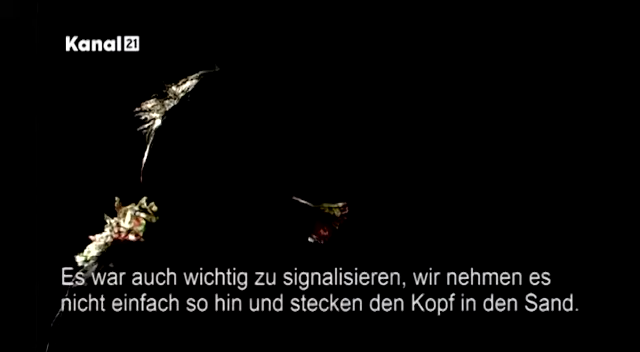 Kanal 21
Es war auch wichtig zu signalisieren, wir nehmen es
nicht einfach so hin und stecken den Kopf in den Sand.